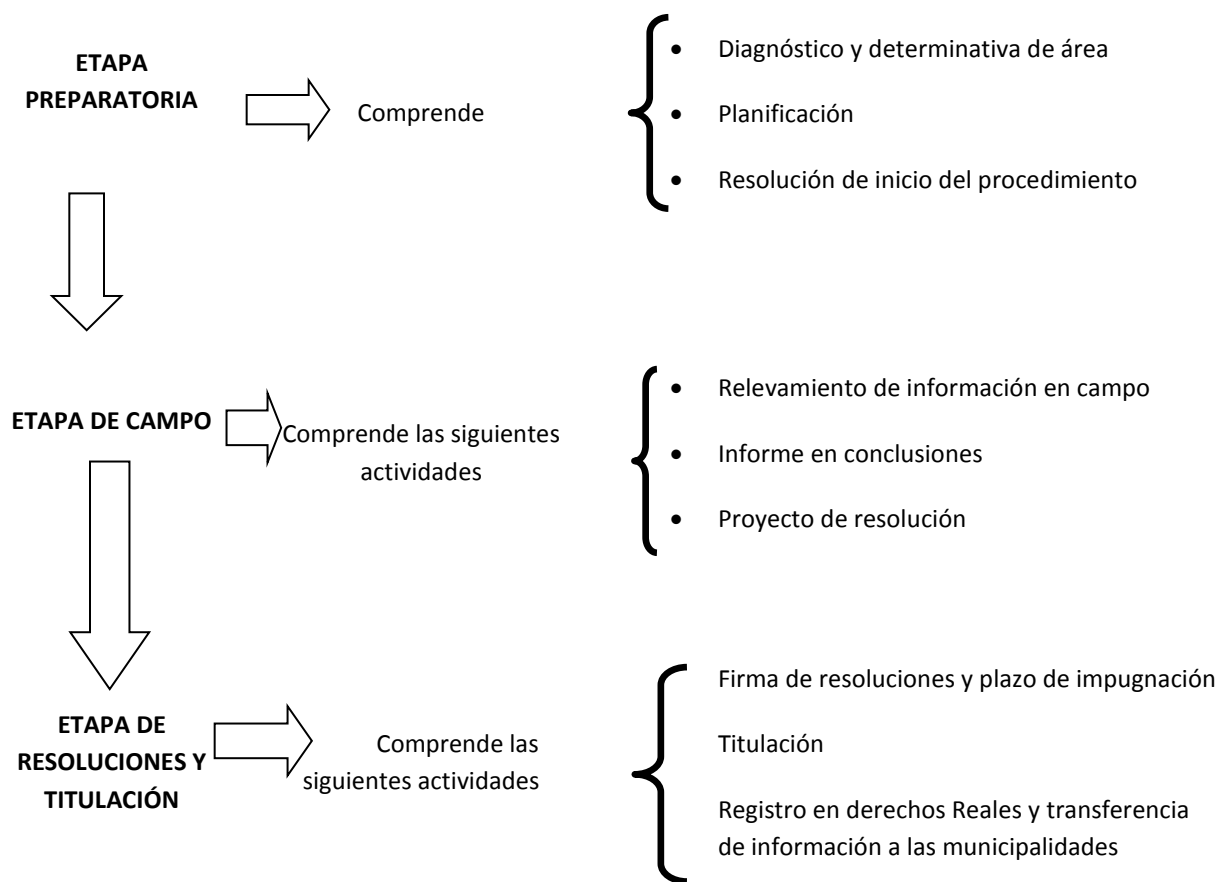 ETAPA
PREPARATORIA
Comprende
• Diagnóstico y determinativa de área
• Planificación
• Resolución de inicio del procedimiento
ETAPA DE CAMPO
Comprende las siguientes
actividades
• Relevamiento de información en campo
• Informe en conclusiones
• Proyecto de resolución
ETAPA DE
RESOLUCIONES Y
TITULACIÓN
Comprende las
siguientes actividades
Firma de resoluciones y plazo de impugnación
Titulación
Registro en derechos Reales y transferencia
de información a las municipalidades